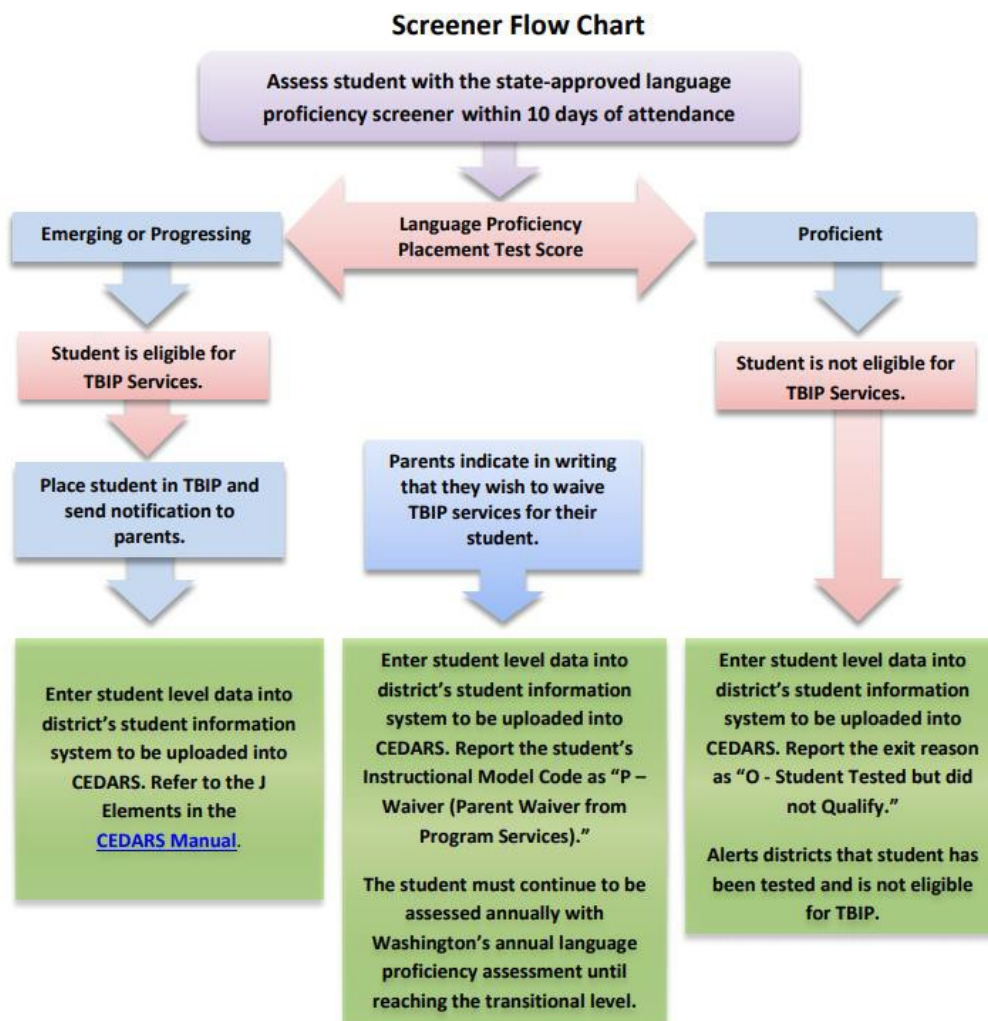 Screener Flow Chart
Assess student with the state-approved language
proficiency screener within 10 days of attendance
Emerging or Progressing
Language Proficiency
Placement Test Score
Proficient
Student is eligible for
TBIP Services.
Student is not eligible for
TBIP Services.
Place student in TBIP and
send notification to
parents.
Parents indicate in writing
that they wish to waive
TBIP services for their
student.
Enter student level data into
district’s student information
system to be uploaded into
CEDARS. Refer to the J
Elements in the
CEDARS Manual.
Enter student level data into
district’s student information
system to be uploaded into
CEDARS. Report the student’s
Instructional Model Code as “P –
Waiver (Parent Waiver from
Program Services).”
The student must continue to be
assessed annually with
Washington’s annual language
proficiency assessment until
reaching the transitional level.
Enter student level data into
district’s student information
system to be uploaded into
CEDARS. Report the exit reason
as “O - Student Tested but did
not Qualify.”
Alerts districts that student has
been tested and is not eligible
for TBIP.